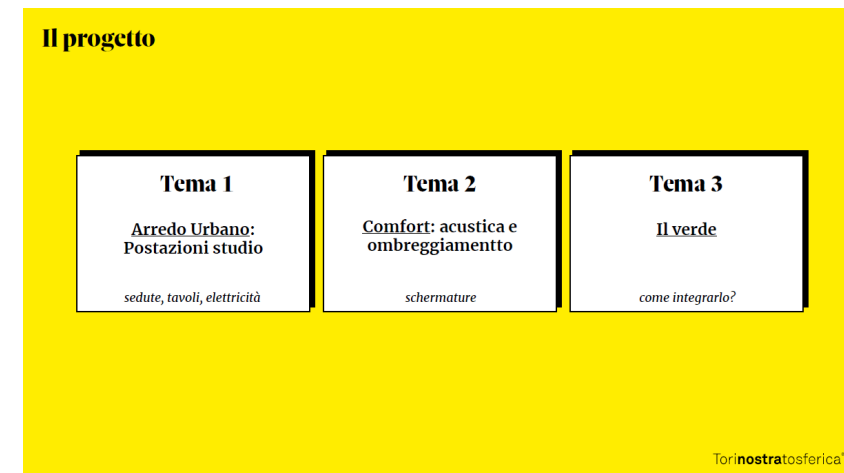 Il progetto
Tema 1
Arredo Urbano:
Postazioni studio
sedute, tavoli, elettricità
Tema 2
Comfort: acustica e
ombreggiamentto
schermature
Tema 3
Il verde
come integrarlo?
Torinostratosferica®